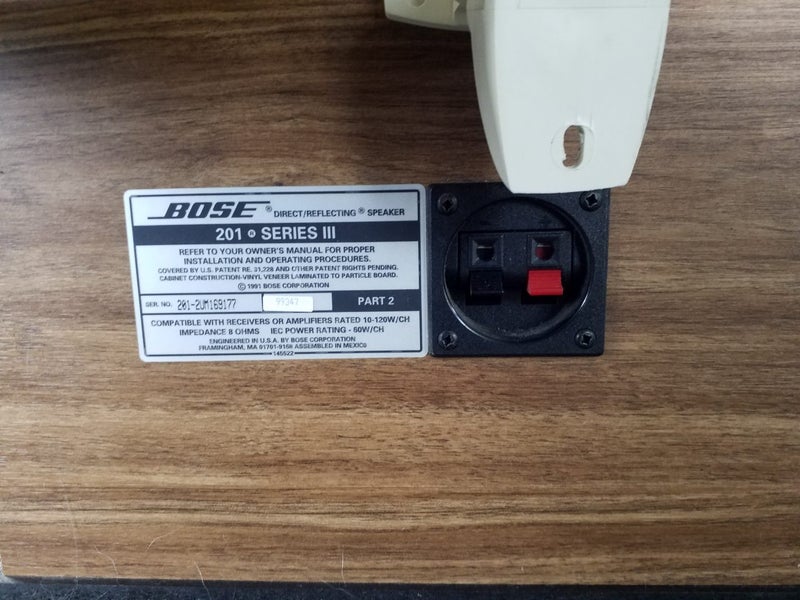 BOSE® DIRECT/REFLECTING® SPEAKER
201® SERIES III
REFER TO YOUR OWNER'S MANUAL FOR PROPER
INSTALLATION AND OPERATING PROCEDURES.
COVERED BY U.S. PATENT RE. 31,228 AND OTHER PATENT RIGHTS PENDING.
CABINET CONSTRUCTION-VINYL VENEER LAMINATED TO PARTICLE BOARD.
©1991 BOSE CORPORATION
SER. NO. 201-2UM169177 99347 PART 2
COMPATIBLE WITH RECEIVERS OR AMPLIFIERS RATED 10-120W/CH
IMPEDANCE 8 OHMS IEC POWER RATING - 60W/CH
ENGINEERED IN U.S.A. BY BOSE CORPORATION
FRAMINGHAM, MA 01701-9168 ASSEMBLED IN MEXICO
145522